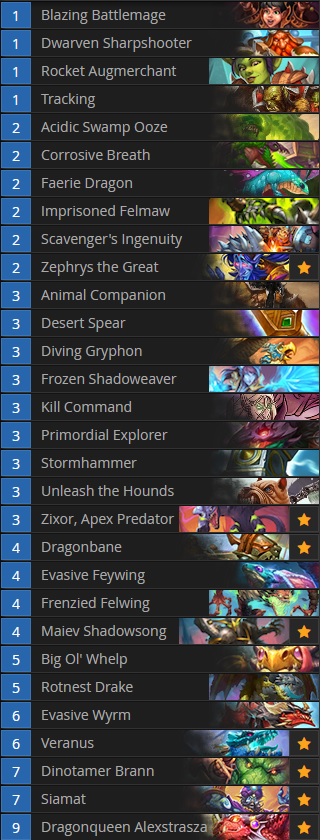 1 Blazing Battlemage
1 Dwarven Sharpshooter
1 Rocket Augmerchant
1 Tracking
2 Acidic Swamp Ooze
2 Corrosive Breath
2 Faerie Dragon
2 Imprisoned Felmaw
2 Scavenger's Ingenuity
2 Zephrys the Great
3 Animal Companion
3 Desert Spear
3 Diving Gryphon
3 Frozen Shadoweaver
3 Kill Command
3 Primordial Explorer
3 Stormhammer
3 Unleash the Hounds
3 Zixor, Apex Predator
4 Dragonbane
4 Evasive Feywing
4 Frenzied Felwing
4 Maiev Shadowsong
5 Big Ol' Whelp
5 Rotnest Drake
6 Evasive Wyrm
6 Veranus
7 Dinotamer Brann
7 Siamat
9 Dragonqueen Alexstrasza